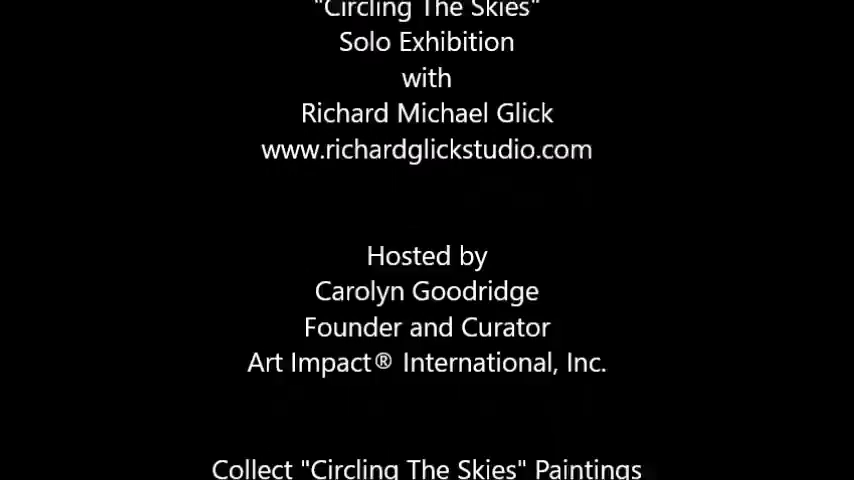 "Circling The Skies"
Solo Exhibition
with
Richard Michael Glick
www.richardglickstudio.com
Hosted by
Carolyn Goodridge
Founder and Curator
Art Impact® International, Inc.
Collect "Circling The Skies" Paintings